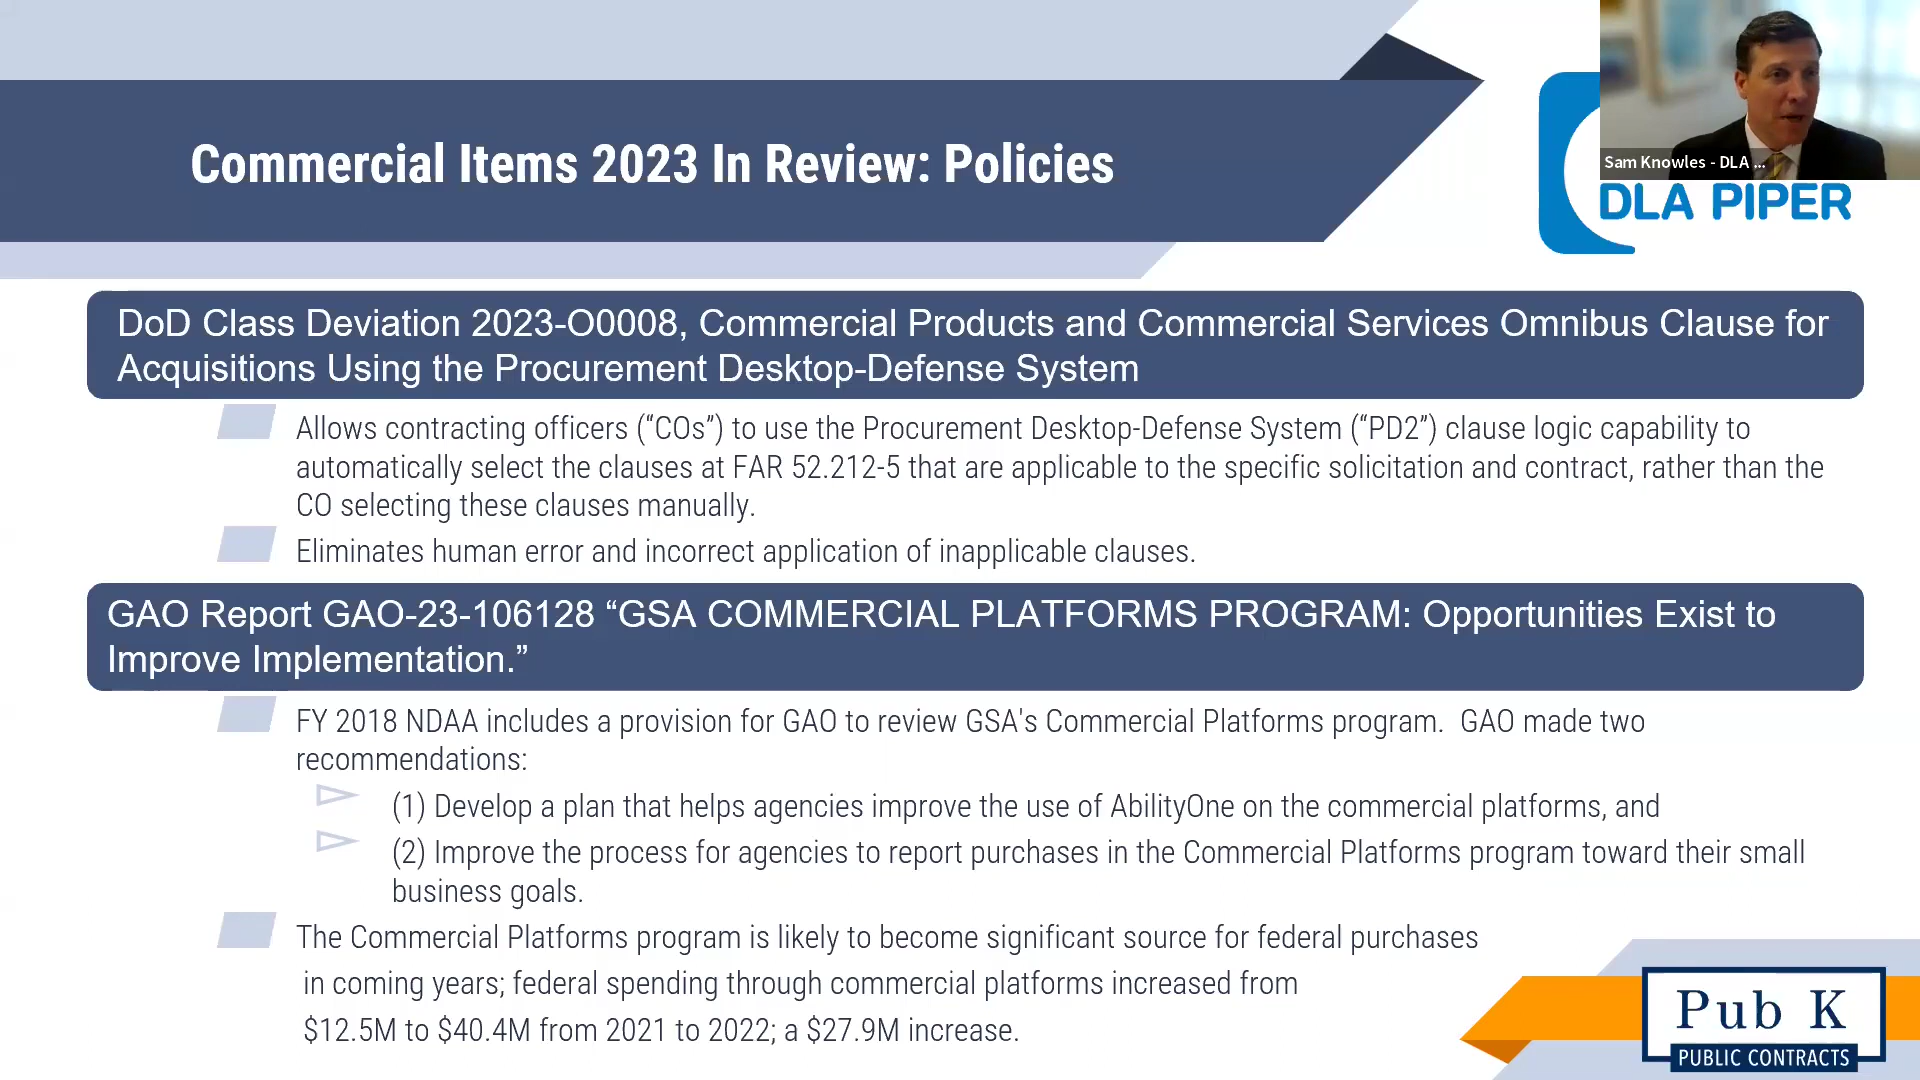 Commercial Items 2023 In Review: Policies
Sam Knowles - DLA ...
DLA PIPER
DoD Class Deviation 2023-O0008, Commercial Products and Commercial Services Omnibus Clause for
Acquisitions Using the Procurement Desktop-Defense System
Allows contracting officers (“COs”) to use the Procurement Desktop-Defense System (“PD2”) clause logic capability to
automatically select the clauses at FAR 52.212-5 that are applicable to the specific solicitation and contract, rather than the
CO selecting these clauses manually.
Eliminates human error and incorrect application of inapplicable clauses.
GAO Report GAO-23-106128 “GSA COMMERCIAL PLATFORMS PROGRAM: Opportunities Exist to
Improve Implementation.”
FY 2018 NDAA includes a provision for GAO to review GSA's Commercial Platforms program.  GAO made two
recommendations:
(1) Develop a plan that helps agencies improve the use of AbilityOne on the commercial platforms, and
(2) Improve the process for agencies to report purchases in the Commercial Platforms program toward their small
business goals.
The Commercial Platforms program is likely to become significant source for federal purchases
in coming years; federal spending through commercial platforms increased from
$12.5M to $40.4M from 2021 to 2022; a $27.9M increase.
Pub K
PUBLIC CONTRACTS